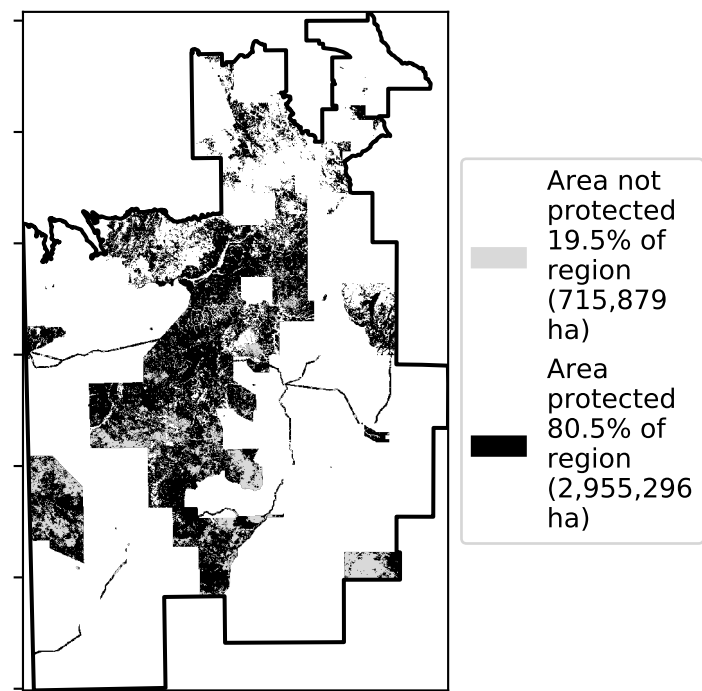 Area not
protected
19.5% of
region
(715,879
ha)
Area
protected
80.5% of
region
(2,955,296
ha)